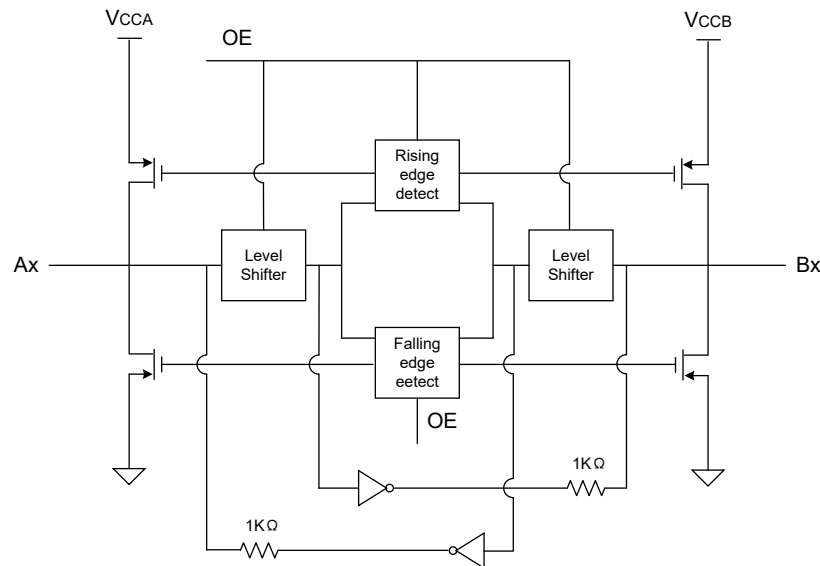 VCCA
VCCB
OE
Rising
edge
detect
Ax
Level
Shifter
Level
Shifter
Bx
Falling
edge
eetect
OE
1KΩ
1KΩ